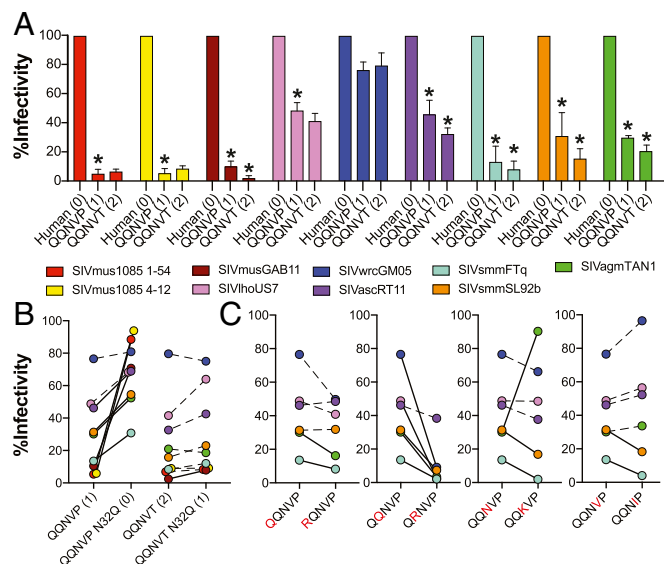 A
%Infectivity
100
80
60
40
20
0
* * * * * * * * * * * * *
Human (0) QQNVP (1) QQNVT (2) Human (0) QQNVP (1) QQNVT (2) Human (0) QQNVP (1) QQNVT (2) Human (0) QQNVP (1) QQNVT (2) Human (0) QQNVP (1) QQNVT (2) Human (0) QQNVP (1) QQNVT (2) Human (0) QQNVP (1) QQNVT (2) Human (0) QQNVP (1) QQNVT (2) Human (0) QQNVP (1) QQNVT (2)
SIVmus1085 1-54 SIVmusGAB11 SIVwrcGM05 SIVsmmFTq SIVagmTAN1
SIVmus1085 4-12 SIVlhoUS7 SIVascRT11 SIVsmmSL92b
B
%Infectivity
100
80
60
40
20
0
QQNVP (1) QQNVP N32Q (0) QQNVT (2) QQNVT N32Q (1)
C
100 100 100 100
80 80 80 80
60 60 60 60
40 40 40 40
20 20 20 20
0 0 0 0
QQNVP RQNVP QQNVP QRNVP QQNVP QQKVP QQNVP QQNIP